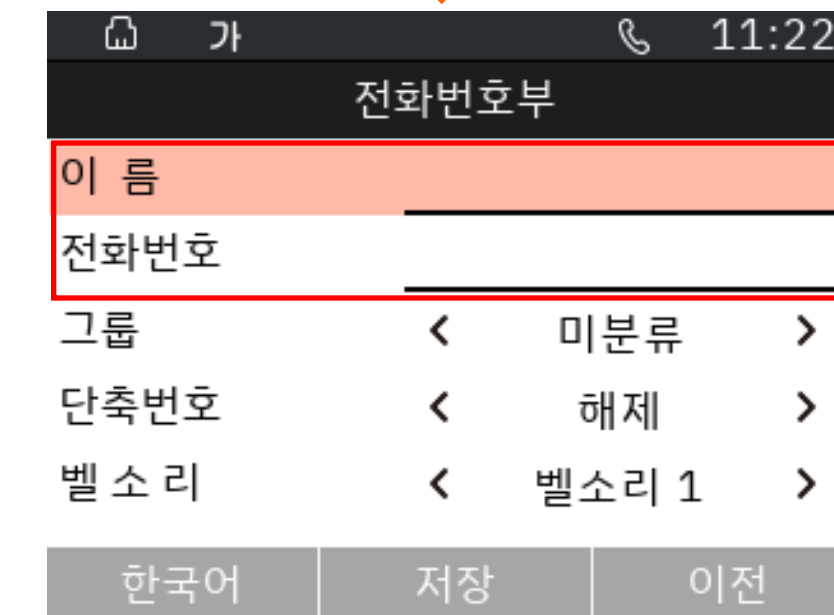 가 11:22
전화번호부
이 름
전화번호
그룹 < 미분류 >
단축번호 < 해제 >
벨 소 리 < 벨소리 1 >
한국어 저장 이전